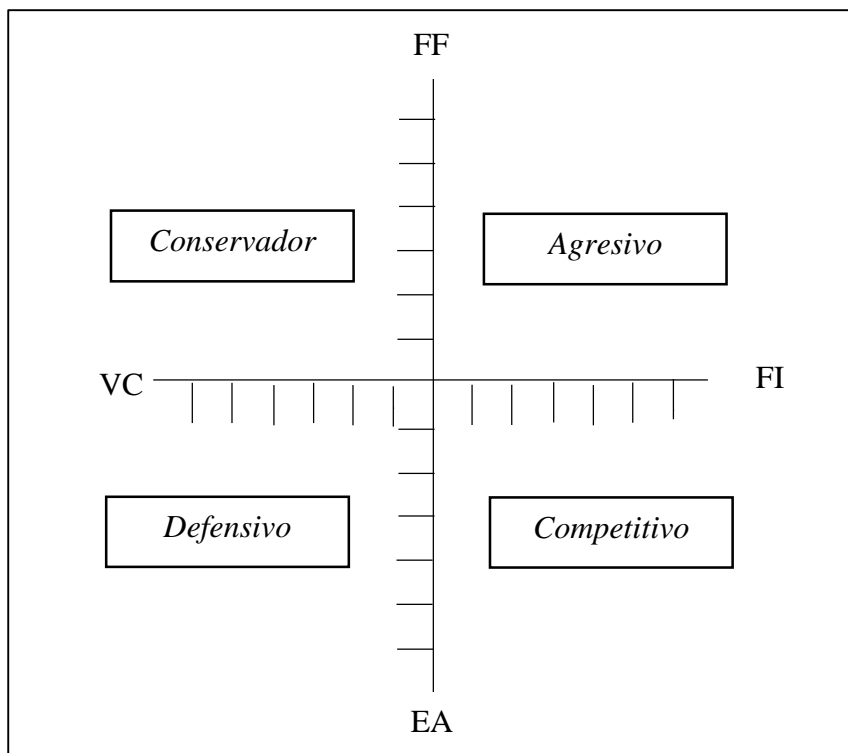 FF
Conservador
Agresivo
VC
FI
Defensivo
Competitivo
EA